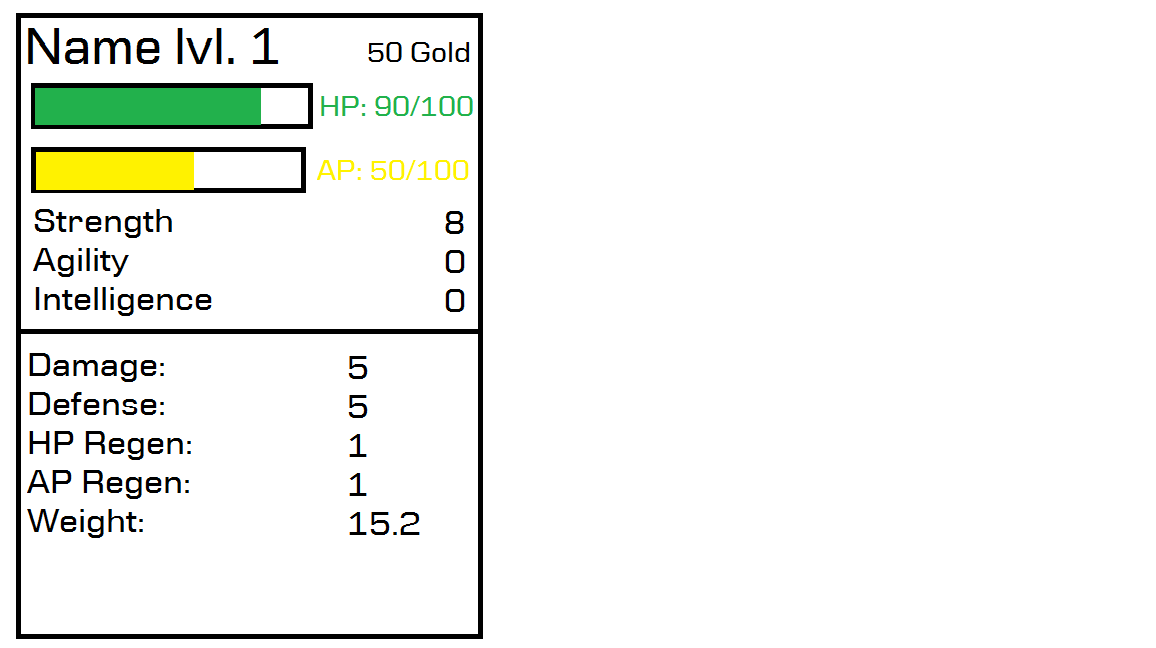 Name lvl. 1 50 Gold
HP: 90/100
AP: 50/100
Strength 8
Agility 0
Intelligence 0
Damage: 5
Defense: 5
HP Regen: 1
AP Regen: 1
Weight: 15.2